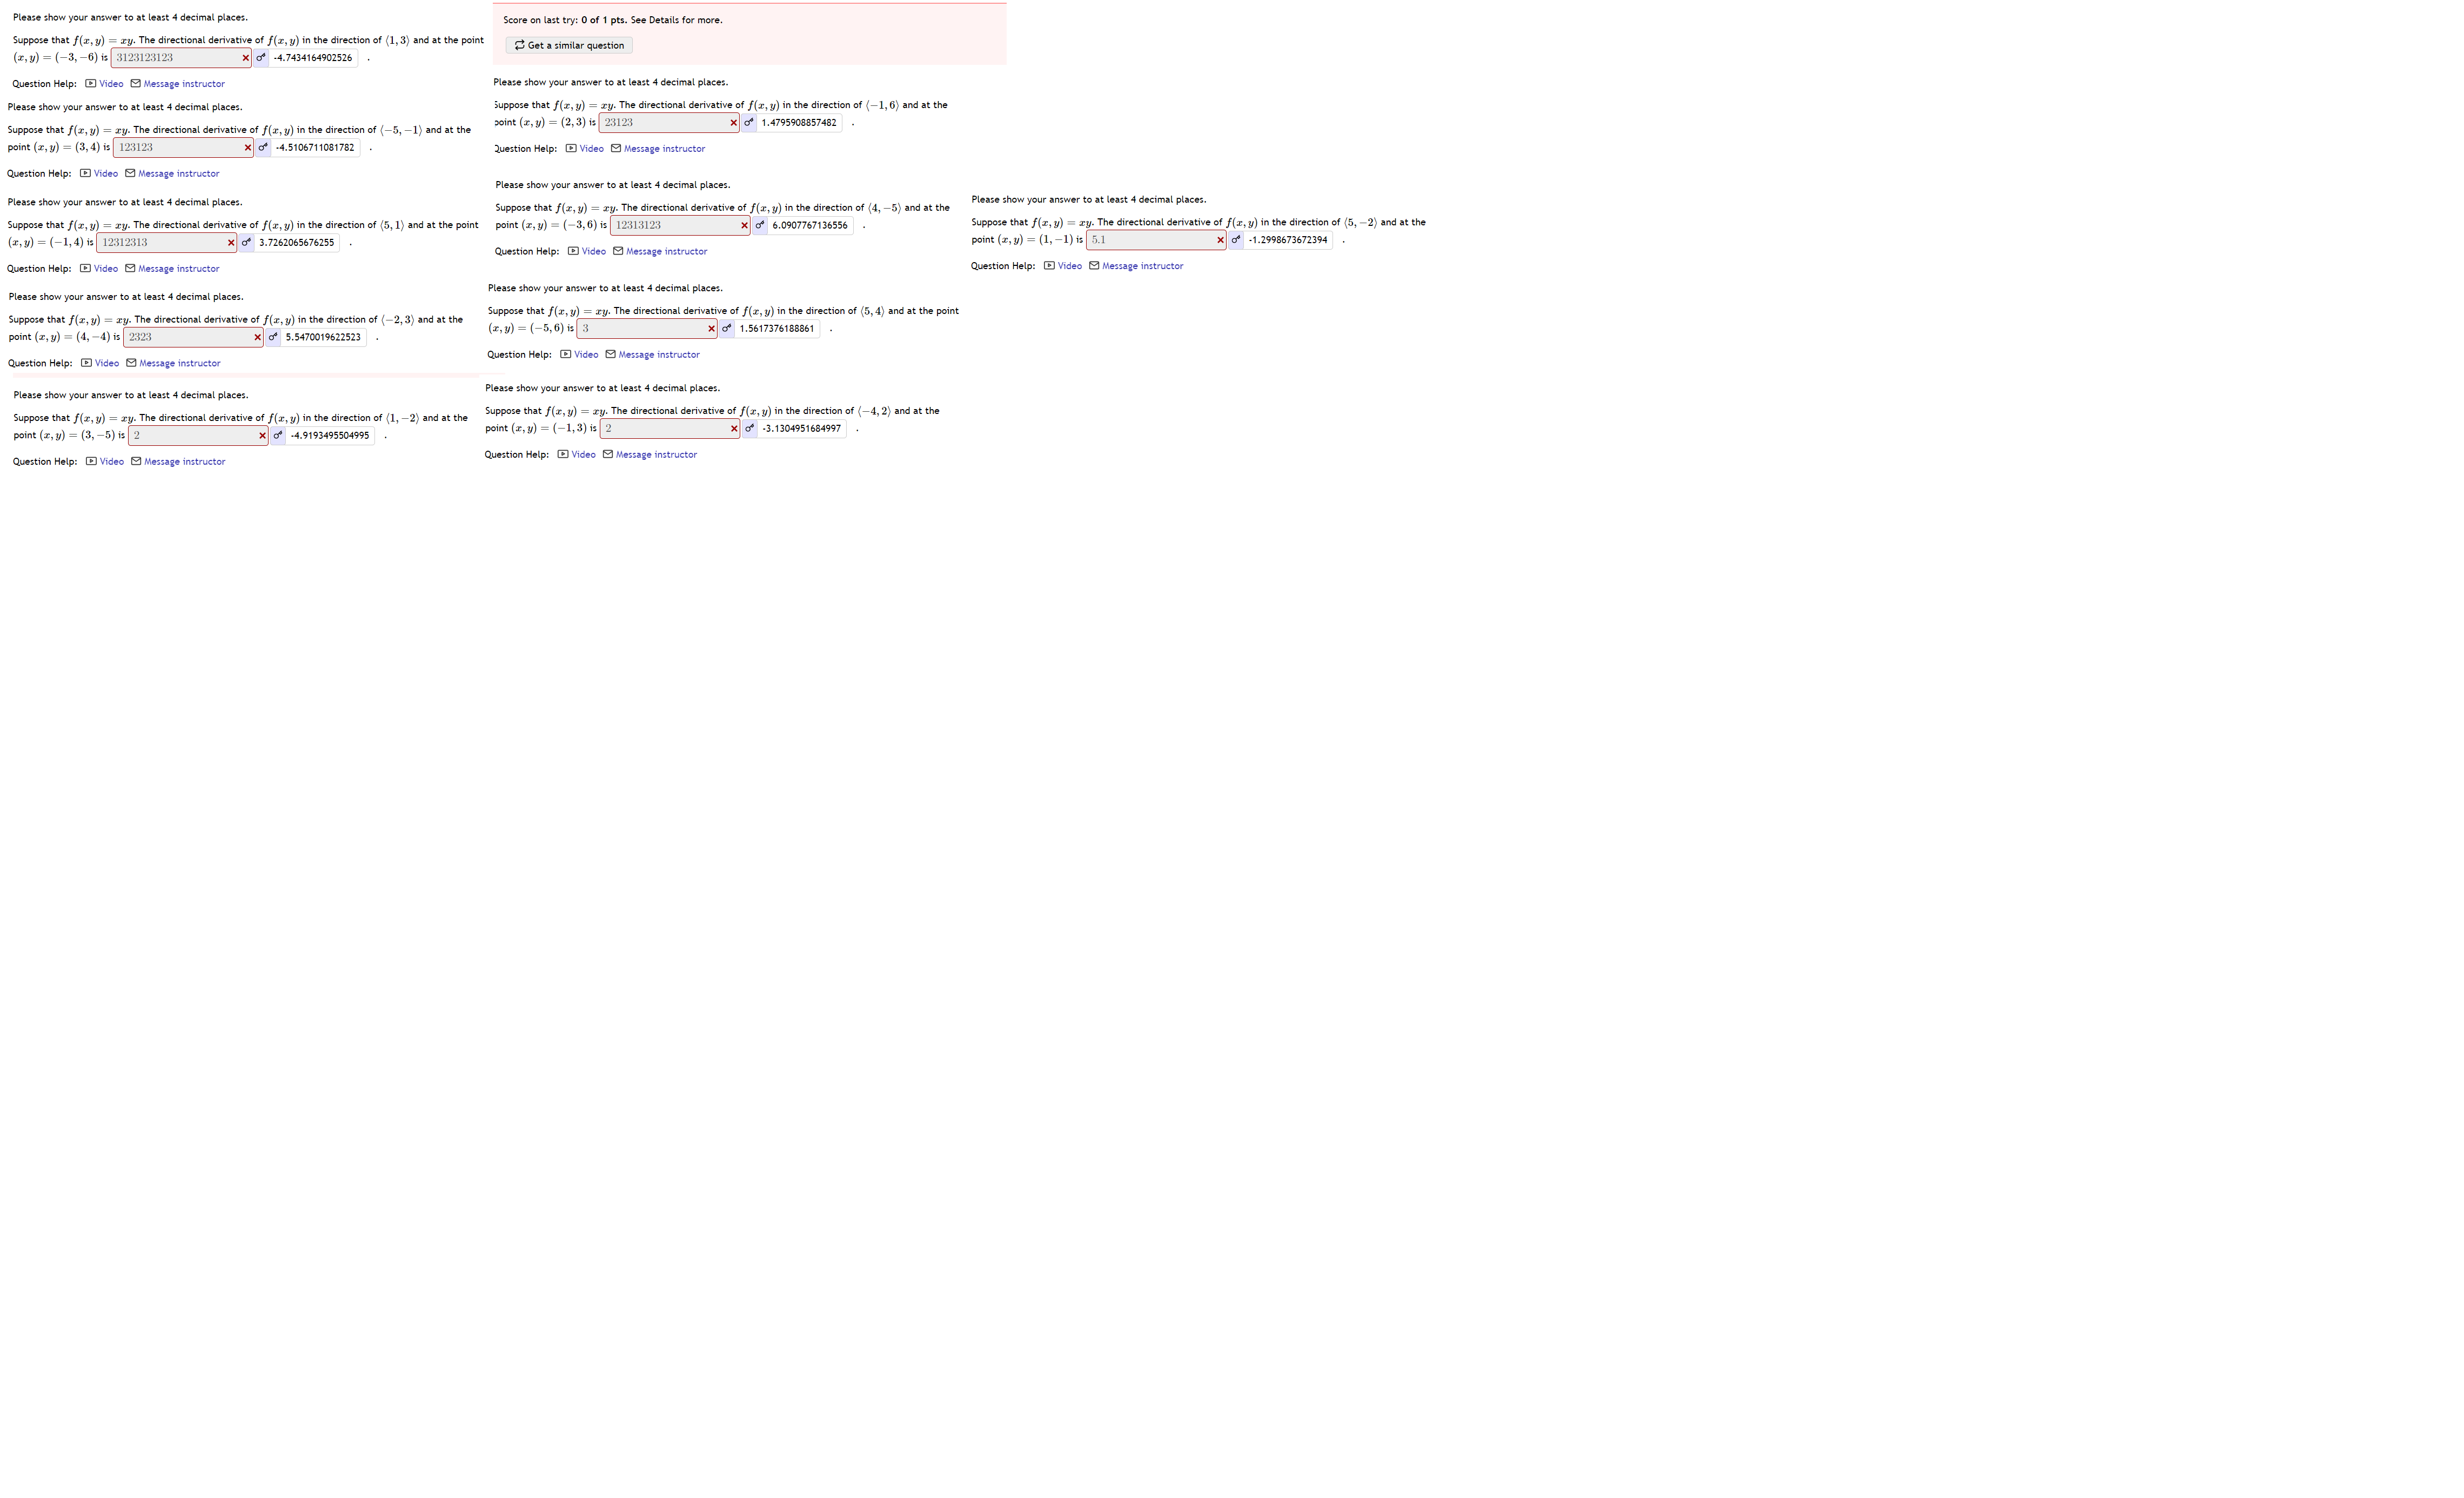 Please show your answer to at least 4 decimal places.
Suppose that f(x, y) = xy. The directional derivative of f(x, y) in the direction of ⟨1, 3⟩ and at the point
(x, y) = (−3, −6) is 3123123123 -4.7434164902526 .
Question Help: Video Message instructor
Please show your answer to at least 4 decimal places.
Suppose that f(x, y) = xy. The directional derivative of f(x, y) in the direction of ⟨−5, −1⟩ and at the
point (x, y) = (3, 4) is 123123 -4.5106711081782 .
Question Help: Video Message instructor
Please show your answer to at least 4 decimal places.
Suppose that f(x, y) = xy. The directional derivative of f(x, y) in the direction of ⟨5, 1⟩ and at the point
(x, y) = (−1, 4) is 12312313 3.7262065676255 .
Question Help: Video Message instructor
Please show your answer to at least 4 decimal places.
Suppose that f(x, y) = xy. The directional derivative of f(x, y) in the direction of ⟨−2, 3⟩ and at the
point (x, y) = (4, −4) is 2323 5.5470019622523 .
Question Help: Video Message instructor
Please show your answer to at least 4 decimal places.
Suppose that f(x, y) = xy. The directional derivative of f(x, y) in the direction of ⟨1, −2⟩ and at the
point (x, y) = (3, −5) is 2 -4.9193495504995 .
Question Help: Video Message instructor
Score on last try: 0 of 1 pts. See Details for more.
Get a similar question
Please show your answer to at least 4 decimal places.
Suppose that f(x, y) = xy. The directional derivative of f(x, y) in the direction of ⟨−1, 6⟩ and at the
point (x, y) = (2, 3) is 23123 1.4795908857482 .
Question Help: Video Message instructor
Please show your answer to at least 4 decimal places.
Suppose that f(x, y) = xy. The directional derivative of f(x, y) in the direction of ⟨4, −5⟩ and at the
point (x, y) = (−3, 6) is 12313123 6.0907767136556 .
Question Help: Video Message instructor
Please show your answer to at least 4 decimal places.
Suppose that f(x, y) = xy. The directional derivative of f(x, y) in the direction of ⟨5, 4⟩ and at the point
(x, y) = (−5, 6) is 3 1.5617376188861 .
Question Help: Video Message instructor
Please show your answer to at least 4 decimal places.
Suppose that f(x, y) = xy. The directional derivative of f(x, y) in the direction of ⟨−4, 2⟩ and at the
point (x, y) = (−1, 3) is 2 -3.1304951684997 .
Question Help: Video Message instructor
Please show your answer to at least 4 decimal places.
Suppose that f(x, y) = xy. The directional derivative of f(x, y) in the direction of ⟨5, −2⟩ and at the
point (x, y) = (1, −1) is 5.1 -1.2998673672394 .
Question Help: Video Message instructor